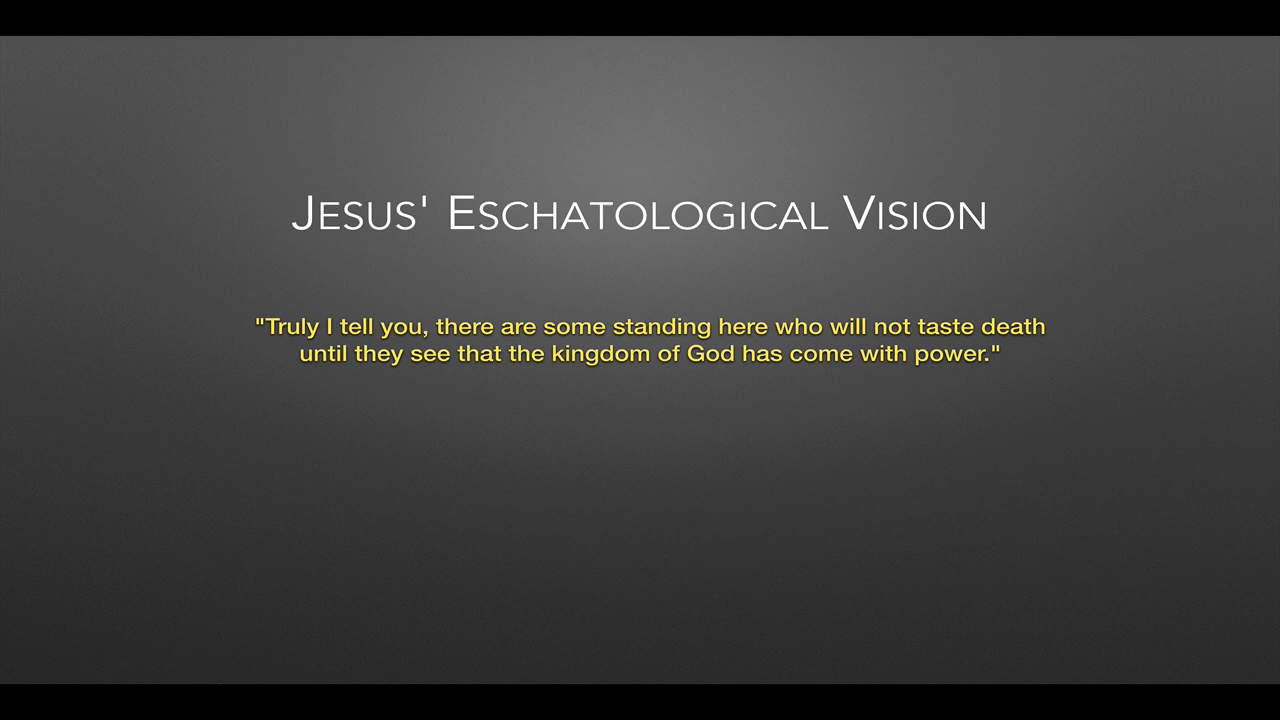 Jesus' Eschatological Vision
"Truly I tell you, there are some standing here who will not taste death
until they see that the kingdom of God has come with power."